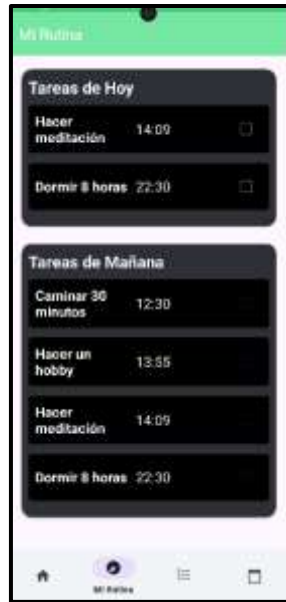 Mi Rutina
Tareas de Hoy
Hacer
meditación
14:09
Dormir 8 horas 22:30
Tareas de Mañana
Caminar 30
minutos
12:30
Hacer un
hobby
13:55
Hacer
meditación
14:09
Dormir 8 horas 22:30
Mi Rutina